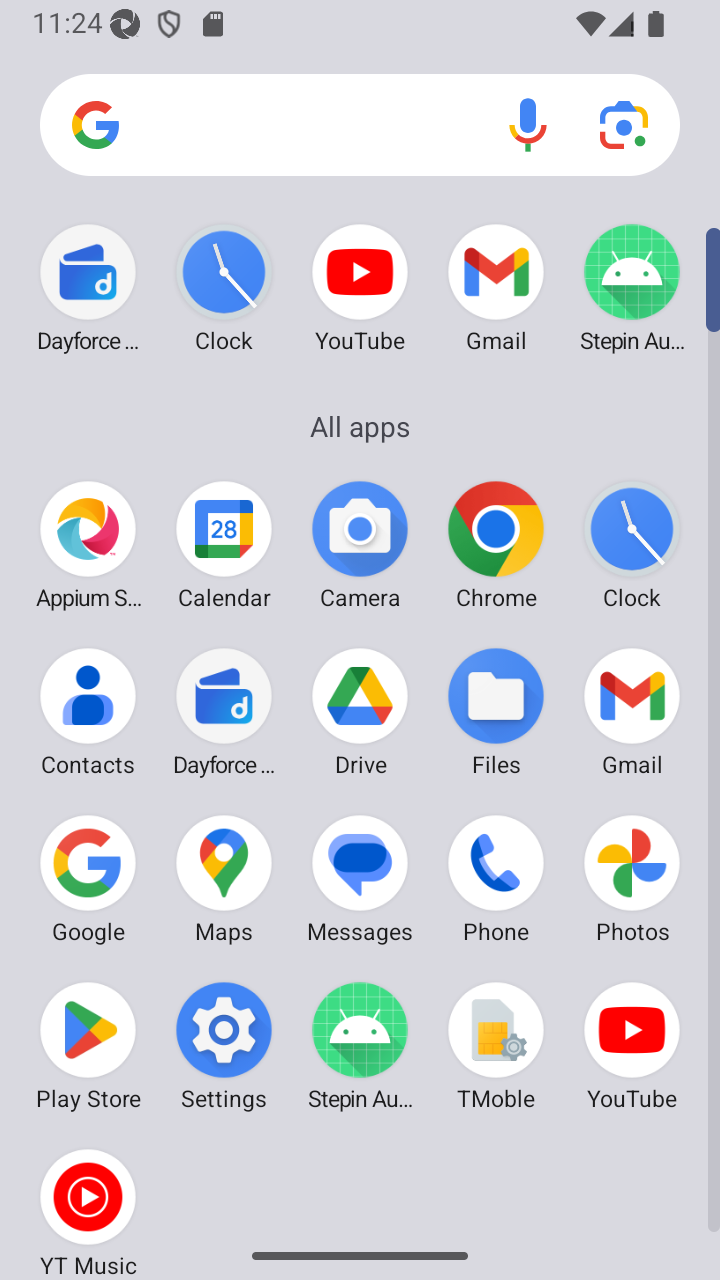 11:24
Dayforce ... Clock YouTube Gmail Stepin Au...
All apps
28
Appium S... Calendar Camera Chrome Clock
d
Contacts Dayforce ... Drive Files Gmail
Google Maps Messages Phone Photos
Play Store Settings Stepin Au... TMoble YouTube
YT Music